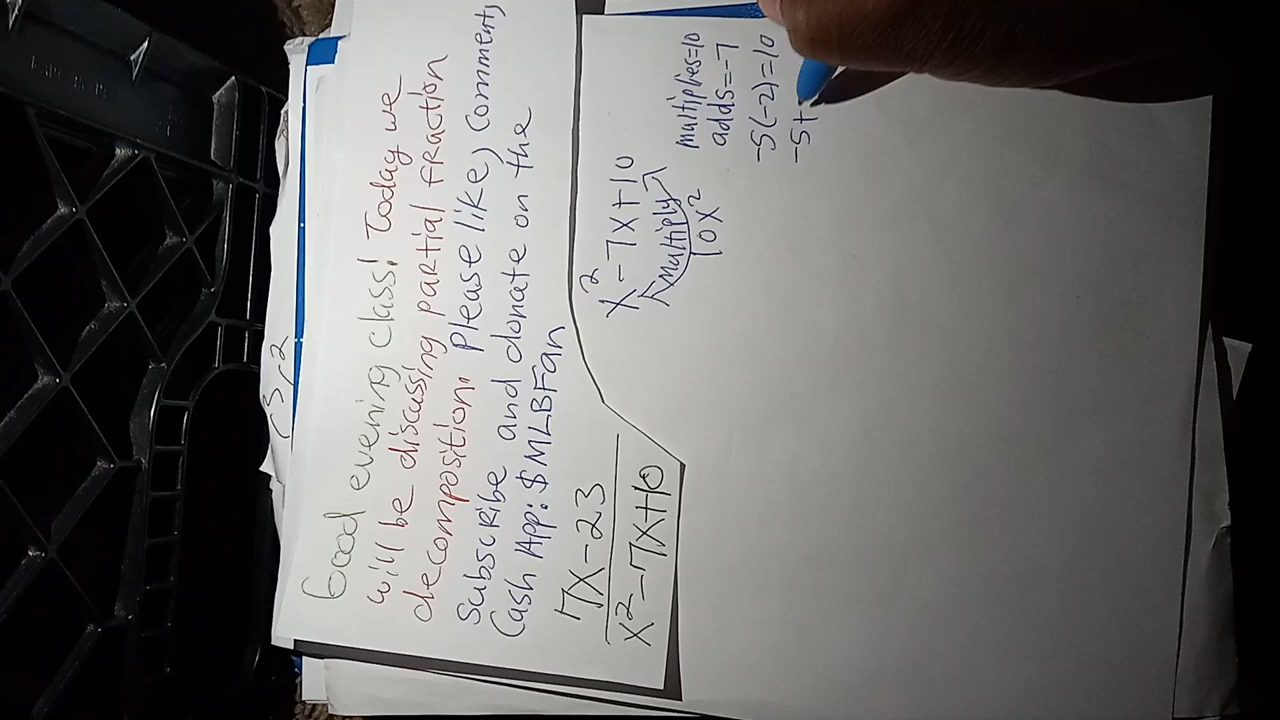 Good evening class! Today we
will be discussing partial fraction
decomposition. Please like, comment,
subscribe and donate on the
Cash App: $MLBFan
7x-23
x²-7x+10
x²-7x+10
multiply
10x²
multiplies=10
adds=-7
-5(-2)=10
-5+